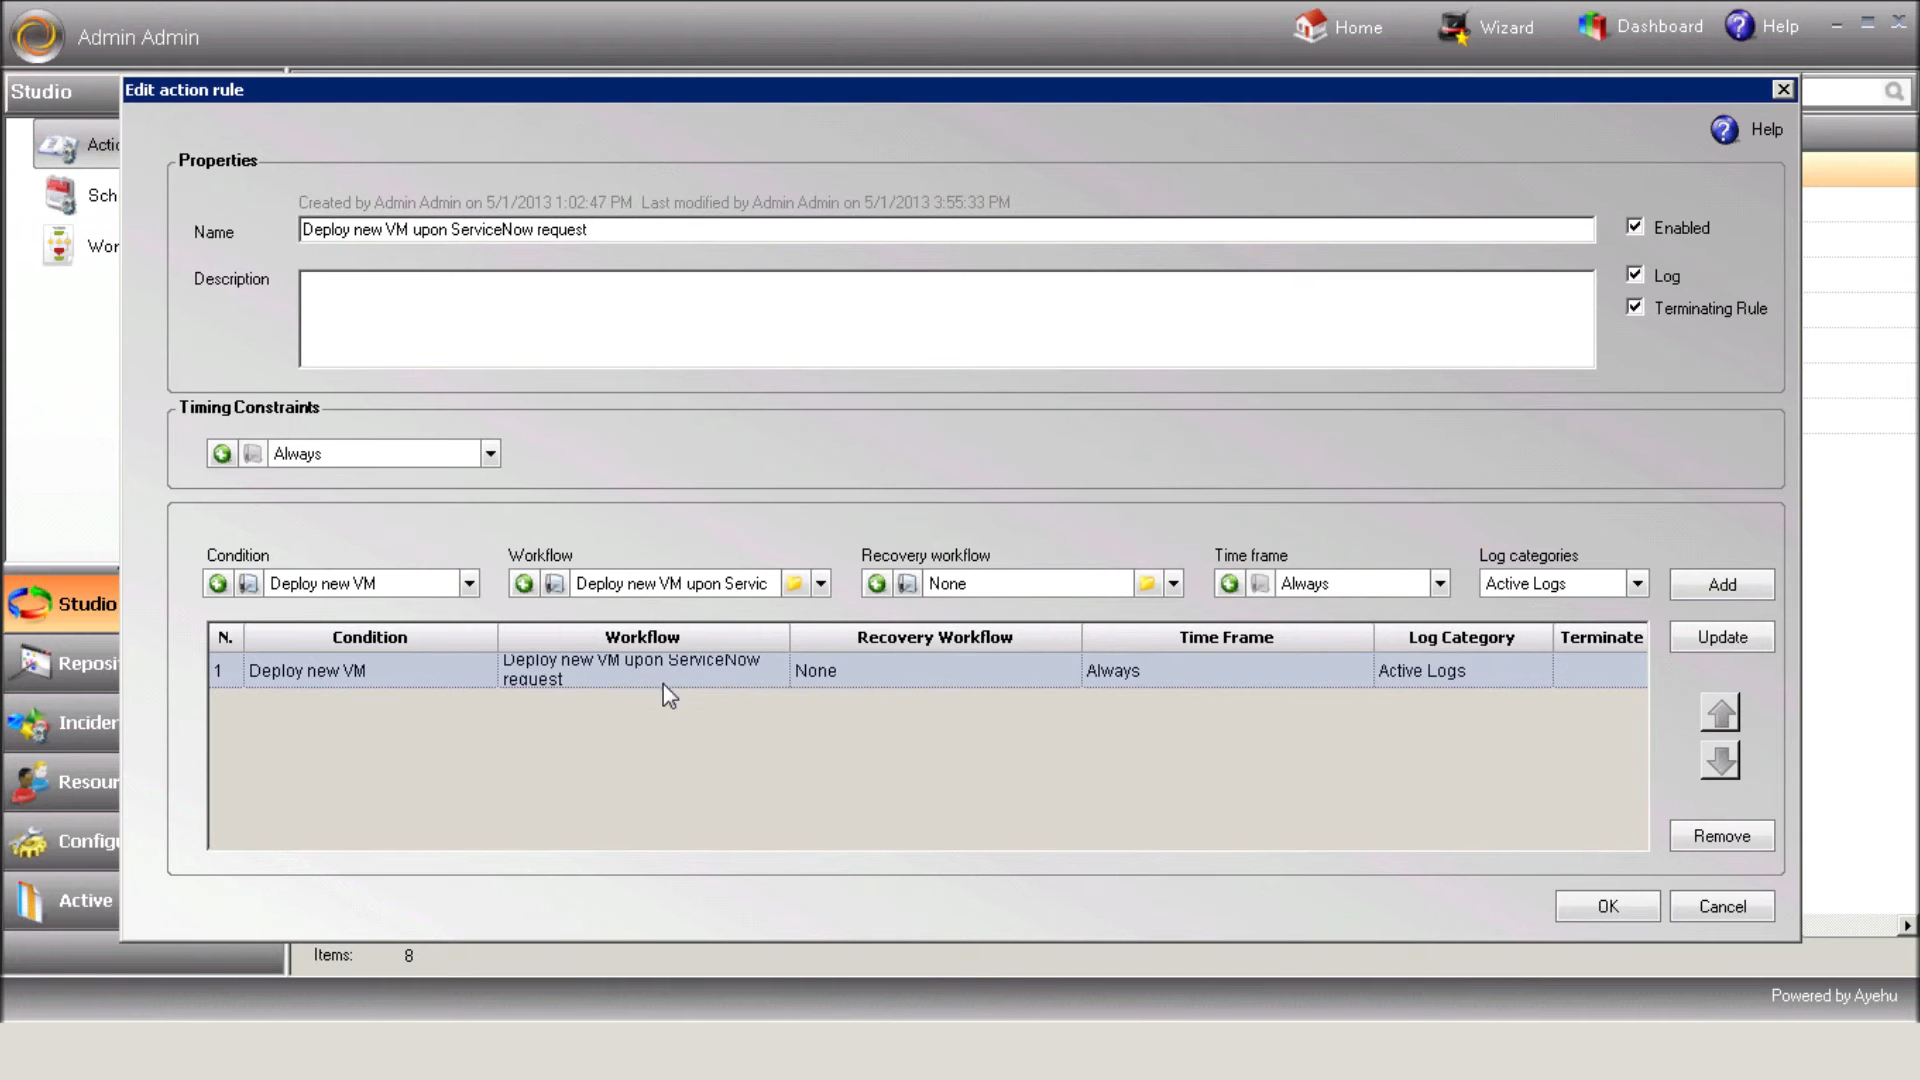 Admin Admin
Home
Wizard
Dashboard
Help
Studio
Edit action rule
Help
Actic
Sch
Wor
Properties
Created by Admin Admin on 5/1/2013 1:02:47 PM Last modified by Admin Admin on 5/1/2013 3:55:33 PM
Name
Deploy new VM upon ServiceNow request
Enabled
Description
Log
Terminating Rule
Timing Constraints
Always
Condition
Workflow
Recovery workflow
Time frame
Log categories
Deploy new VM
Deploy new VM upon Servic
None
Always
Active Logs
Add
N. Condition Workflow Recovery Workflow Time Frame Log Category Terminate
Update
1 Deploy new VM Deploy new VM upon ServiceNow request None Always Active Logs
Studio
Reposi
Inciden
Resour
Configu
Active
Remove
OK
Cancel
Items: 8
Powered by Ayehu